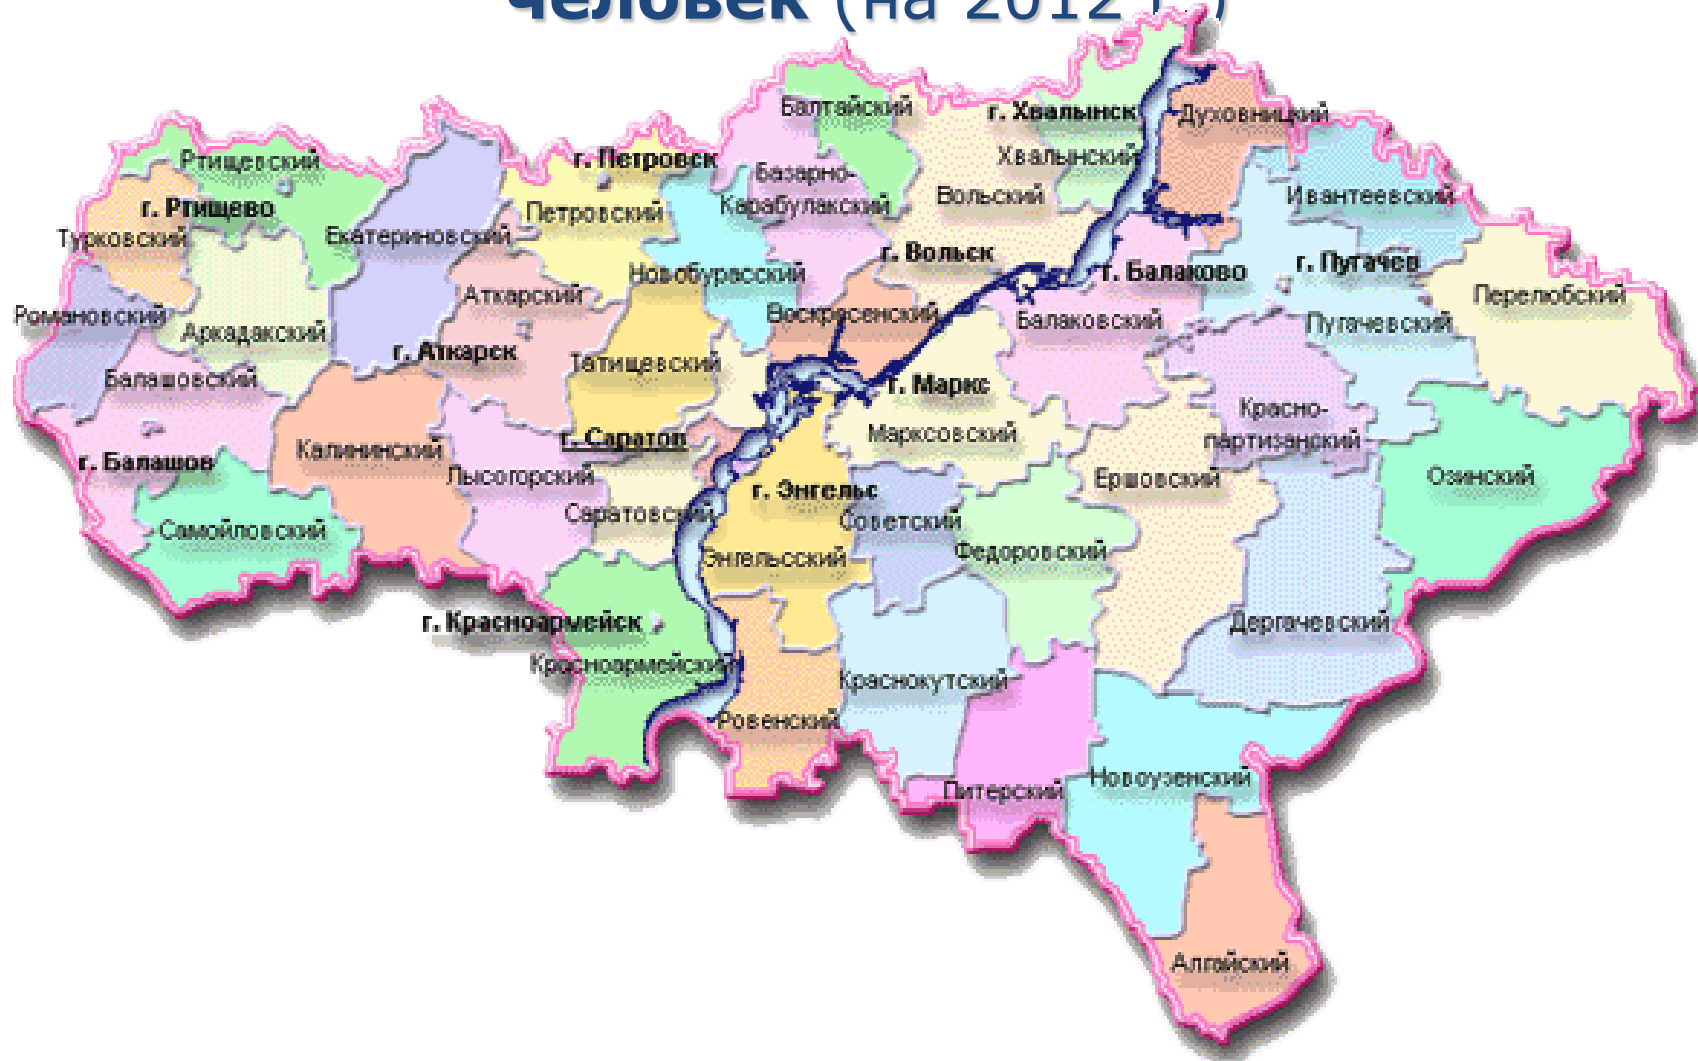 человек (на 2012 г.)
Балтайский
г. Хвалынск
Духовницкий
Ртищевский
г. Петровск
Хвалынский
Базарно-
Карабулакский
Вольский
Ивантеевский
г. Ртищево
Петровский
Турковский
Екатериновский
г. Вольск
г. Балаково
г. Пугачев
Новобурасский
Аткарский
Перелюбский
Романовский
Воскресенский
Балаковский
Пугачевский
Аркадакский
г. Аткарск
Татищевский
Балашовский
г. Маркс
Красно-
партизанский
г. Саратов
Марксовский
Калининский
г. Балашов
Лысогорский
Ершовский
Озинский
г. Энгельс
Саратовский
Советский
Самойловский
Энгельсский
Федоровский
г. Красноармейск
Дергачевский
Красноармейский
Краснокутский
Ровенский
Питерский
Новоузенский
Алгайский